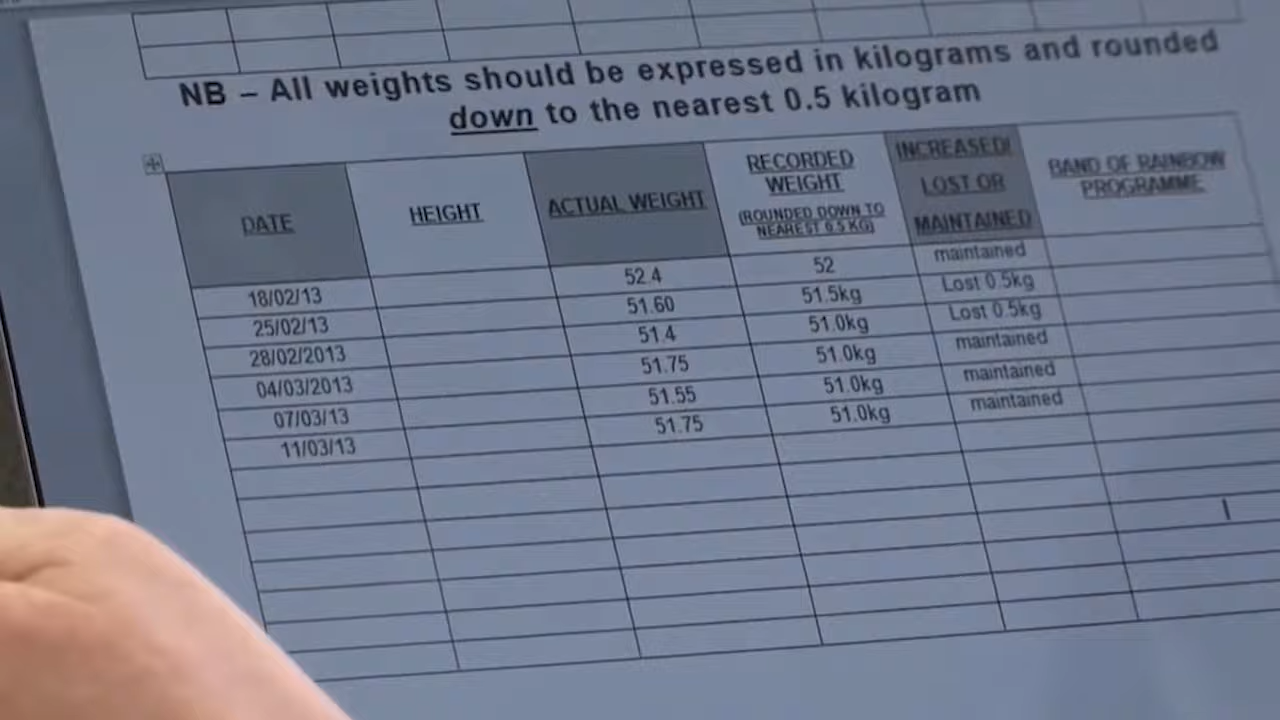 NB – All weights should be expressed in kilograms and rounded
down to the nearest 0.5 kilogram
DATE HEIGHT ACTUAL WEIGHT RECORDED WEIGHT (ROUNDED DOWN TO NEAREST 0.5 KG) INCREASED/ LOST OR MAINTAINED BAND OF RAINBOW PROGRAMME
18/02/13 52.4 52 maintained
25/02/13 51.60 51.5kg Lost 0.5kg
28/02/2013 51.4 51.0kg Lost 0.5kg
04/03/2013 51.75 51.0kg maintained
07/03/13 51.55 51.0kg maintained
11/03/13 51.75 51.0kg maintained